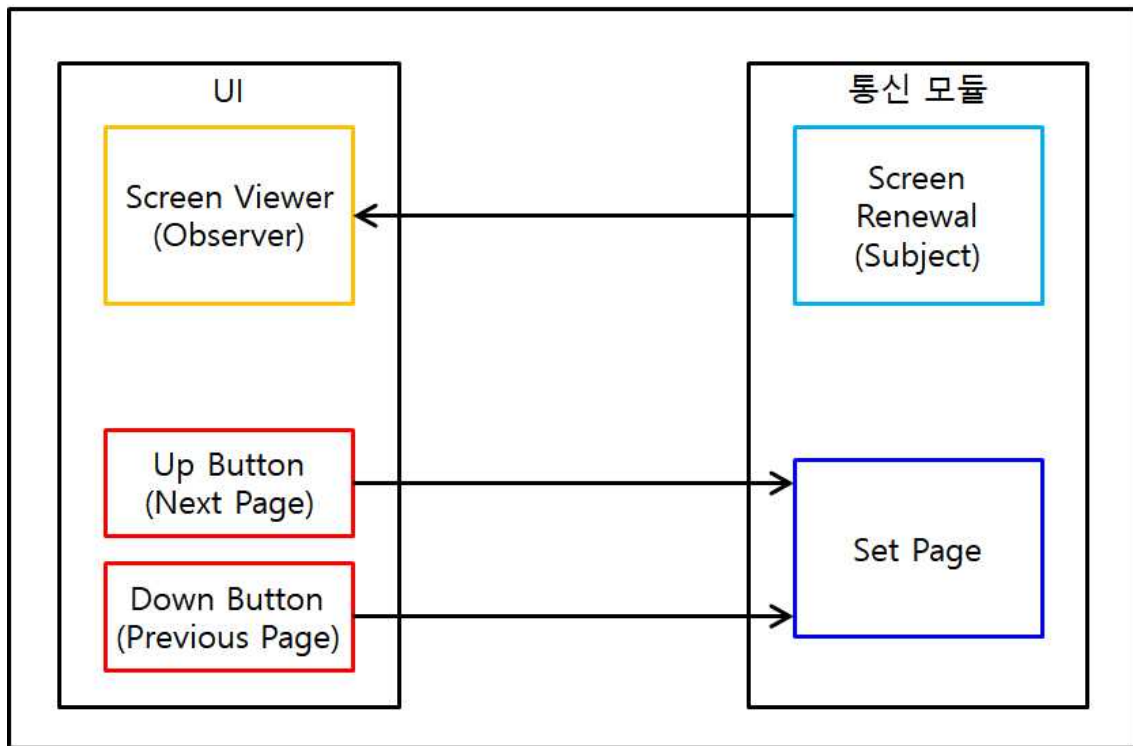 UI
Screen Viewer
(Observer)
Up Button
(Next Page)
Down Button
(Previous Page)
통신 모듈
Screen
Renewal
(Subject)
Set Page